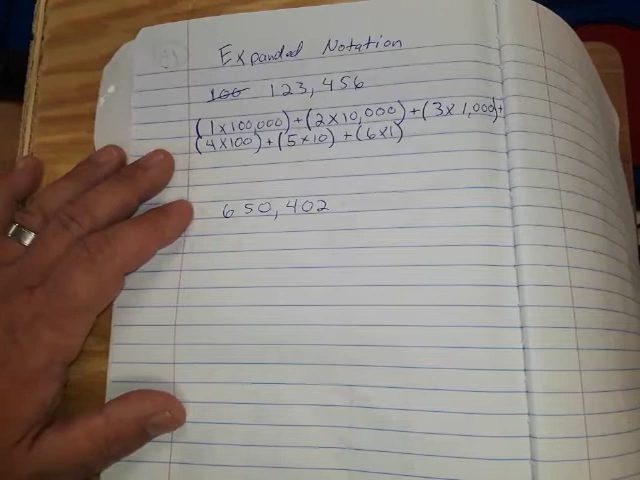 Expanded Notation
100 123,456
(1x100,000)+(2x10,000)+(3x1,000)+
(4x100)+(5x10)+(6x1)
650,402